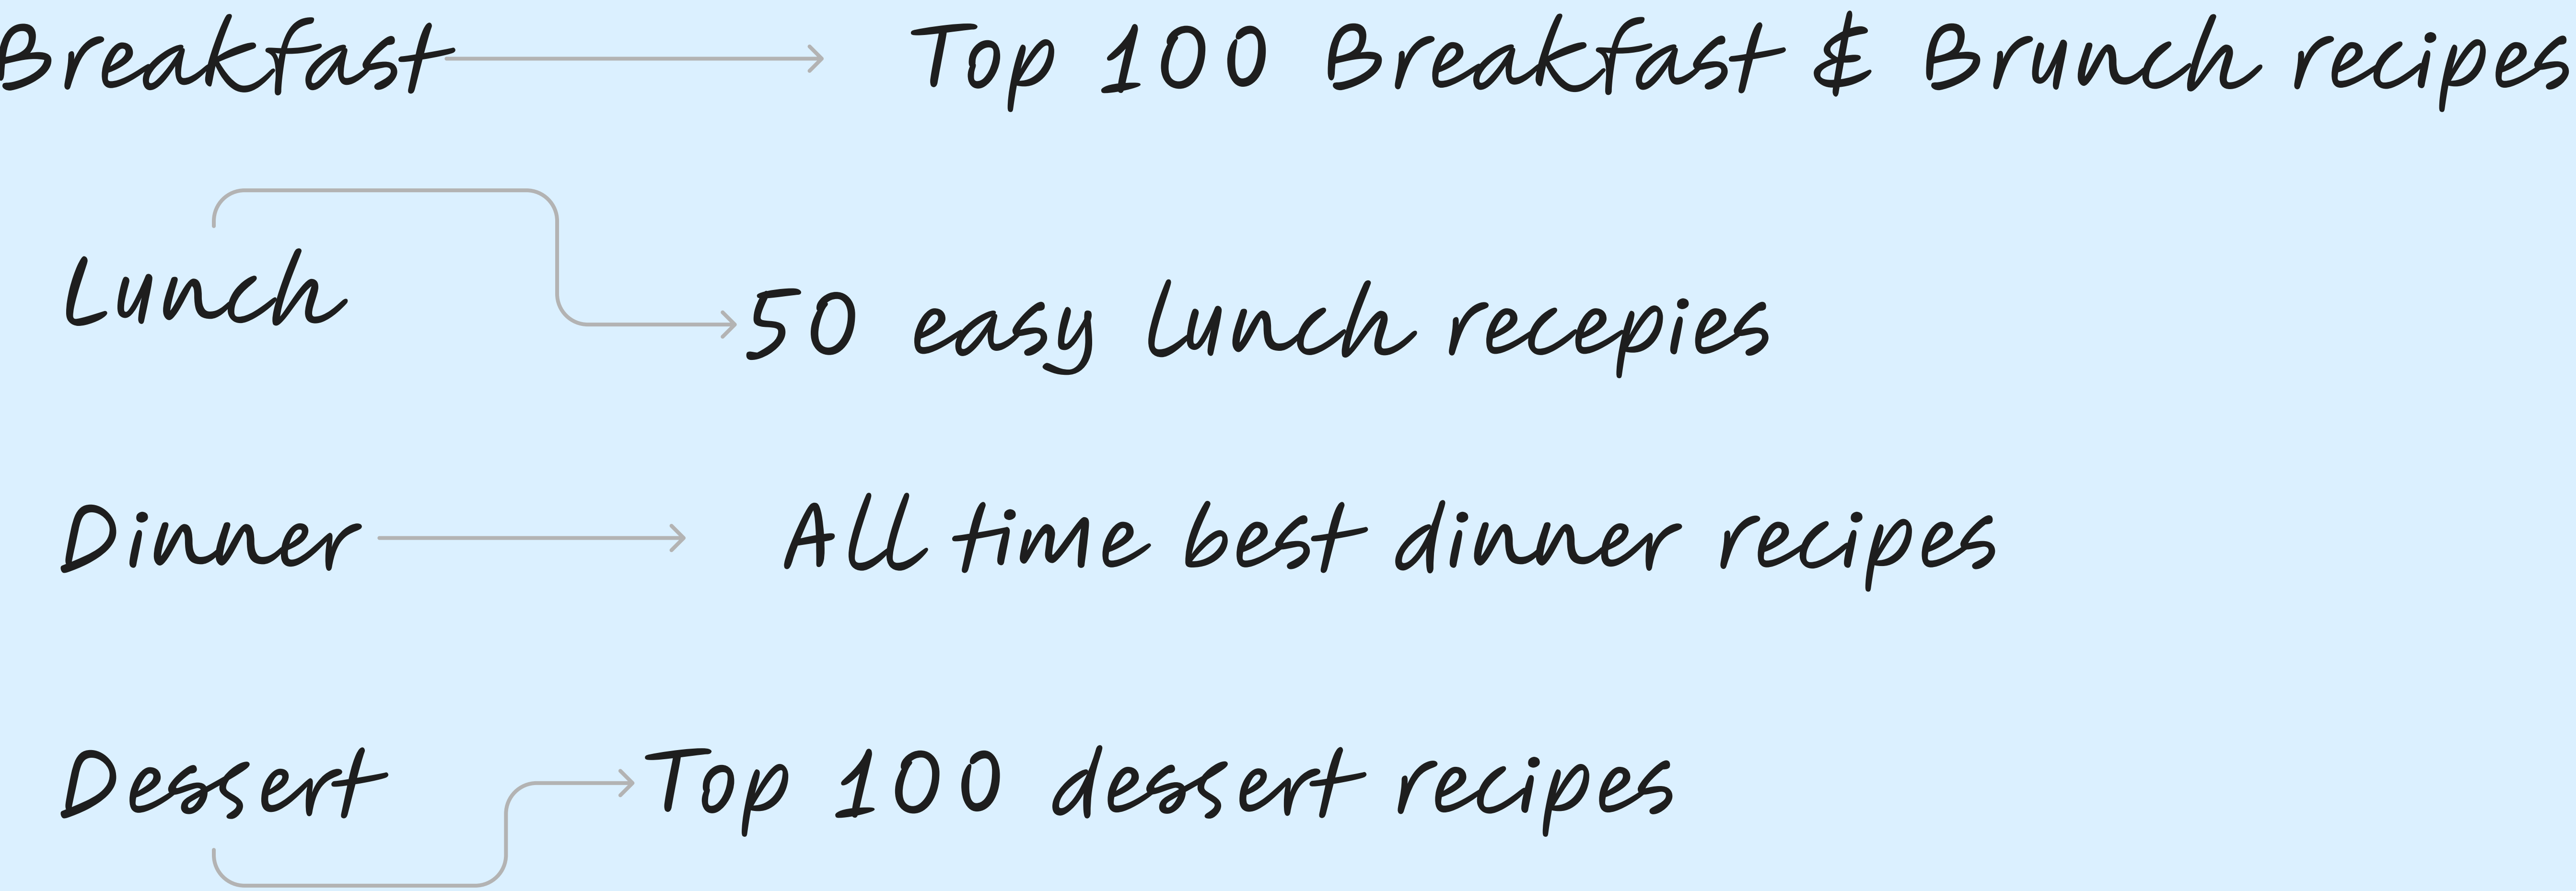 Breakfast Top 100 Breakfast & Brunch recipes
Lunch 50 easy lunch recepies
Dinner All time best dinner recipes
Dessert Top 100 dessert recipes